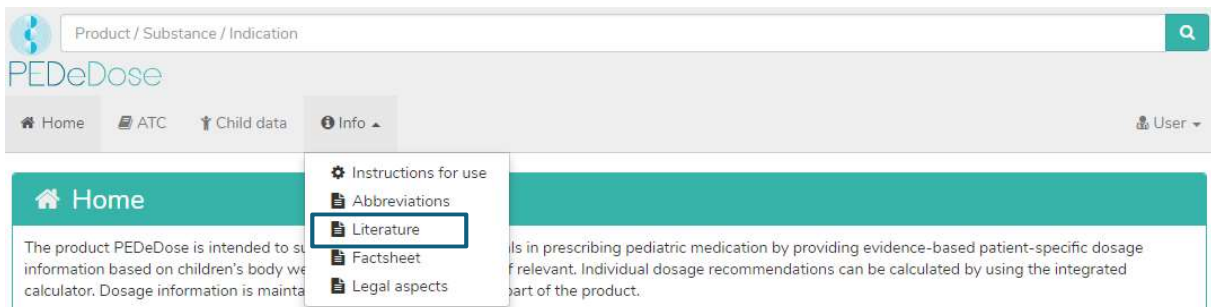 Product / Substance / Indication
PEDeDose
Home ATC Child data Info User
Instructions for use
Abbreviations
Literature
Factsheet
Legal aspects
Home
The product PEDeDose is intended to su ls in prescribing pediatric medication by providing evidence-based patient-specific dosage
information based on children's body we f relevant. Individual dosage recommendations can be calculated by using the integrated
calculator. Dosage information is mainta part of the product.